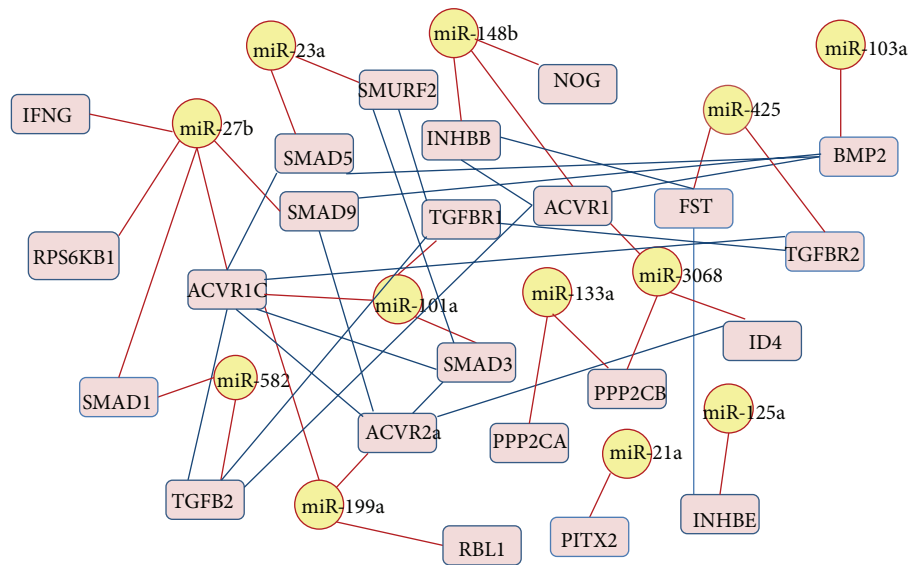 miR-148b
miR-23a
miR-103a
NOG
SMURF2
IFNG
miR-425
miR-27b
INHBB
SMAD5
BMP2
SMAD9
TGFBR1
ACVR1
FST
RPS6KB1
TGFBR2
ACVR1C
miR-3068
miR-133a
miR-101a
ID4
SMAD3
miR-582
PPP2CB
SMAD1
miR-125a
ACVR2a
PPP2CA
miR-21a
TGFB2
miR-199a
INHBE
PITX2
RBL1